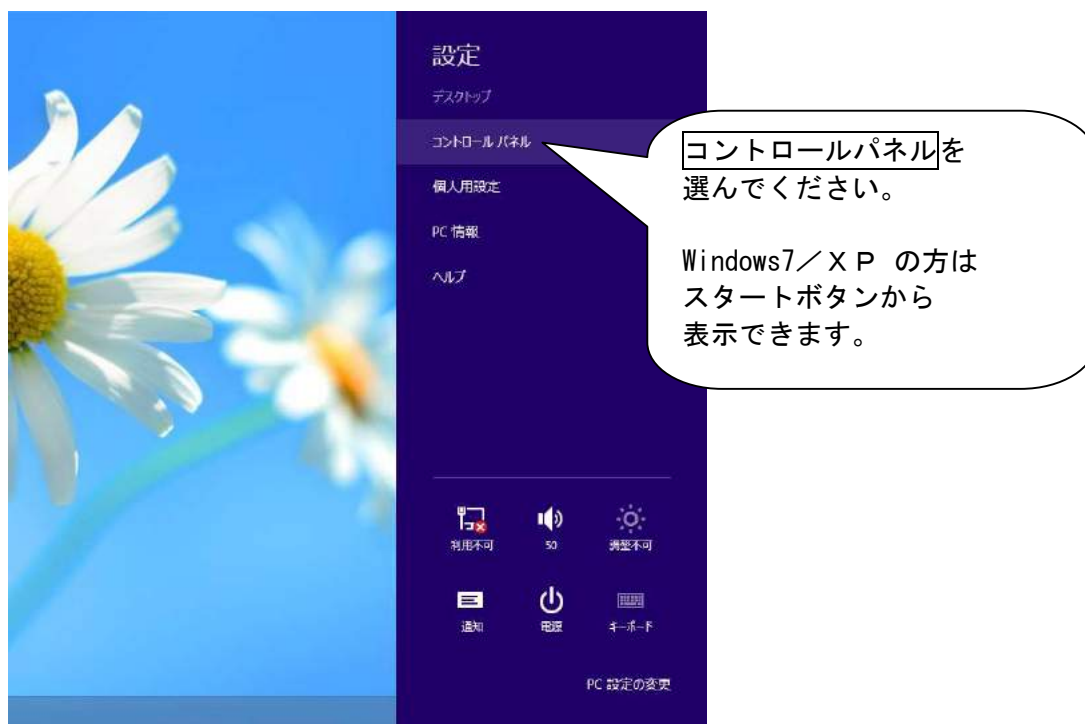 設定
デスクトップ
コントロール パネル
個人用設定
PC 情報
ヘルプ
コントロールパネルを
選んでください。
Windows7／ＸＰ の方は
スタートボタンから
表示できます。
利用不可
50
調整不可
通知
電源
キーボード
PC 設定の変更